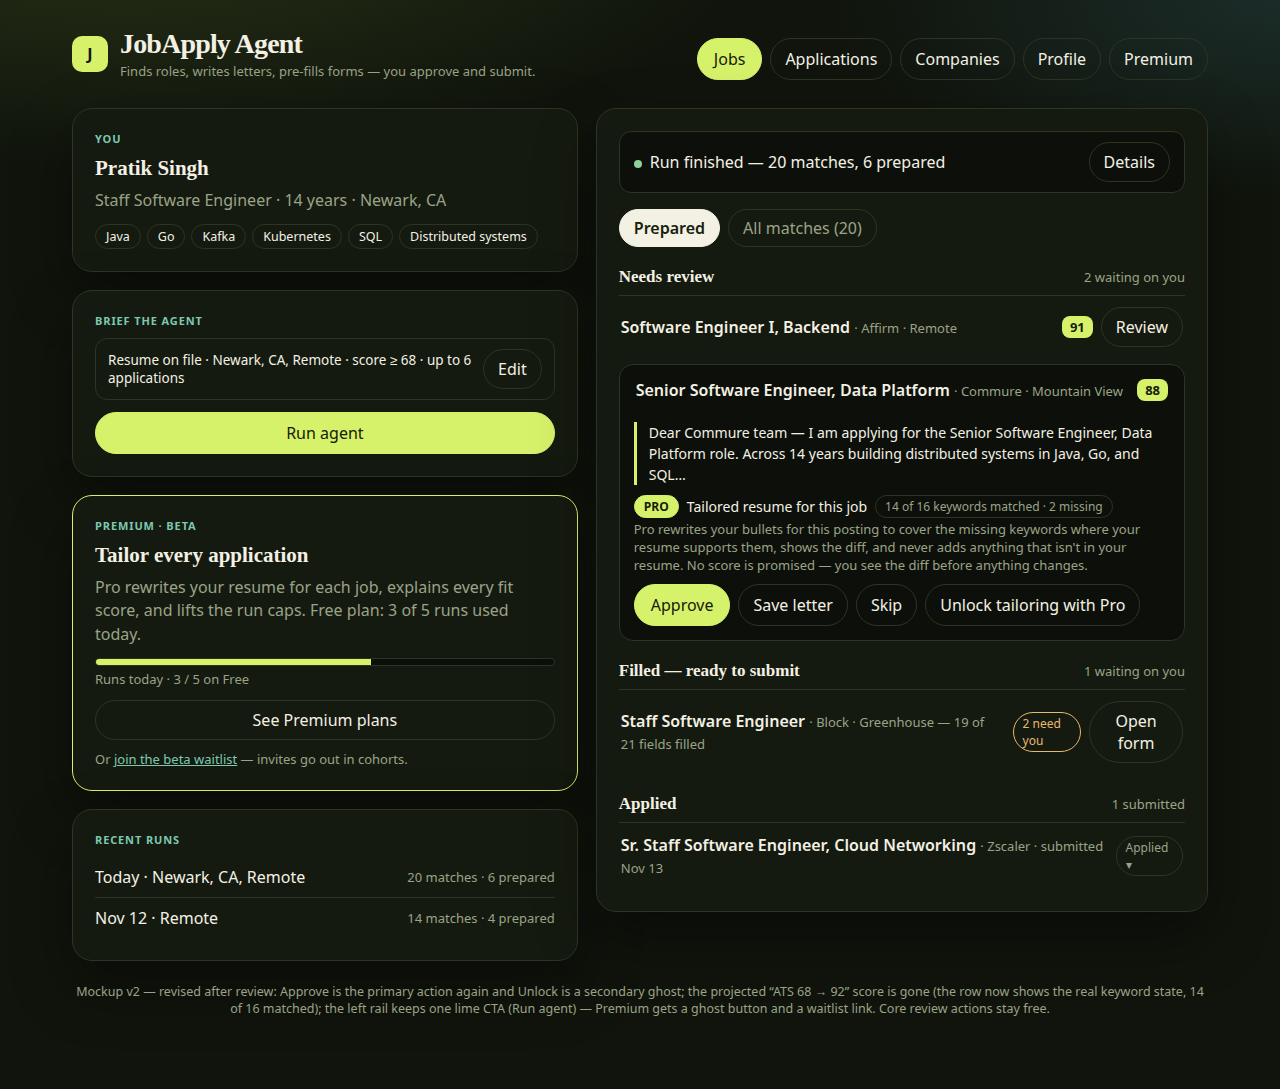 J
JobApply Agent
Finds roles, writes letters, pre-fills forms — you approve and submit.
Jobs
Applications
Companies
Profile
Premium
YOU
Pratik Singh
Staff Software Engineer · 14 years · Newark, CA
Java
Go
Kafka
Kubernetes
SQL
Distributed systems
BRIEF THE AGENT
Resume on file · Newark, CA, Remote · score ≥ 68 · up to 6
applications
Edit
Run agent
PREMIUM · BETA
Tailor every application
Pro rewrites your resume for each job, explains every fit
score, and lifts the run caps. Free plan: 3 of 5 runs used
today.
Runs today · 3 / 5 on Free
See Premium plans
Or join the beta waitlist — invites go out in cohorts.
RECENT RUNS
Today · Newark, CA, Remote
20 matches · 6 prepared
Nov 12 · Remote
14 matches · 4 prepared
Run finished — 20 matches, 6 prepared
Details
Prepared
All matches (20)
Needs review
2 waiting on you
Software Engineer I, Backend · Affirm · Remote
91
Review
Senior Software Engineer, Data Platform · Commure · Mountain View
88
Dear Commure team — I am applying for the Senior Software Engineer, Data
Platform role. Across 14 years building distributed systems in Java, Go, and
SQL…
PRO
Tailored resume for this job
14 of 16 keywords matched · 2 missing
Pro rewrites your bullets for this posting to cover the missing keywords where your
resume supports them, shows the diff, and never adds anything that isn't in your
resume. No score is promised — you see the diff before anything changes.
Approve
Save letter
Skip
Unlock tailoring with Pro
Filled — ready to submit
1 waiting on you
Staff Software Engineer · Block · Greenhouse — 19 of
21 fields filled
2 need
you
Open
form
Applied
1 submitted
Sr. Staff Software Engineer, Cloud Networking · Zscaler · submitted
Nov 13
Applied
▾
Mockup v2 — revised after review: Approve is the primary action again and Unlock is a secondary ghost; the projected “ATS 68 → 92” score is gone (the row now shows the real keyword state, 14
of 16 matched); the left rail keeps one lime CTA (Run agent) — Premium gets a ghost button and a waitlist link. Core review actions stay free.